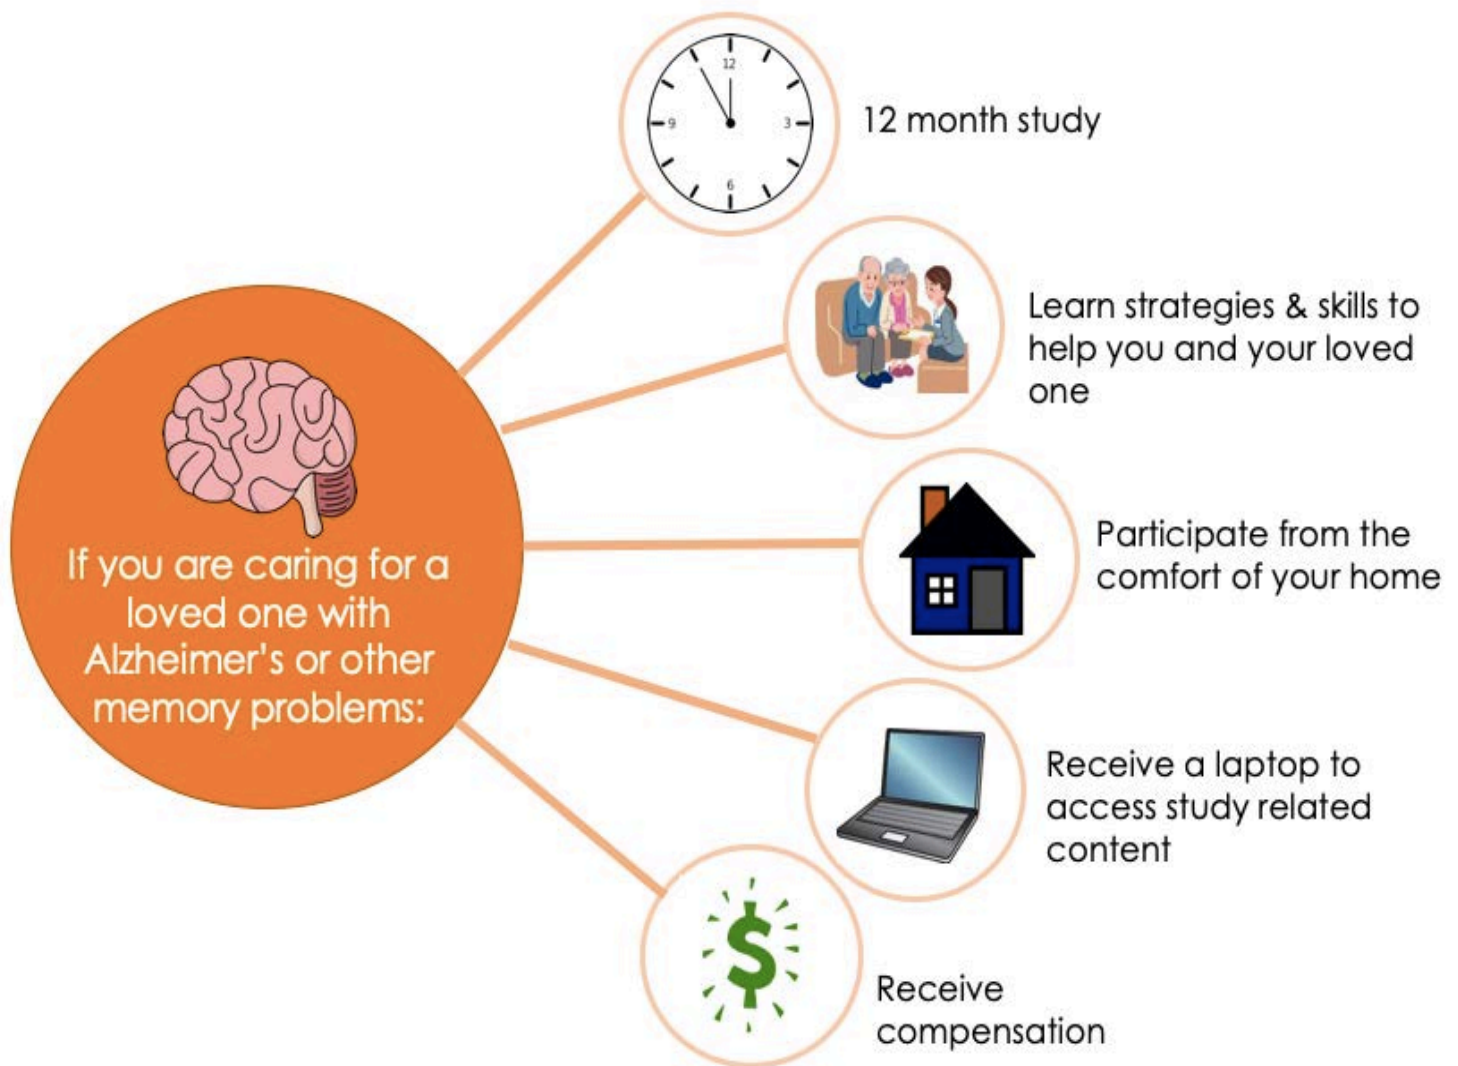 If you are caring for a
loved one with
Alzheimer's or other
memory problems:
12
3
6
9
12 month study
Learn strategies & skills to
help you and your loved
one
Participate from the
comfort of your home
Receive a laptop to
access study related
content
$
Receive
compensation